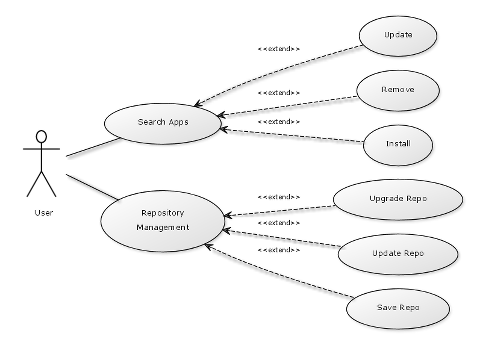 Update
<<extend>>
Remove
<<extend>>
Search Apps
<<extend>>
Install
User
Repository
Management
<<extend>>
Upgrade Repo
<<extend>>
Update Repo
<<extend>>
Save Repo